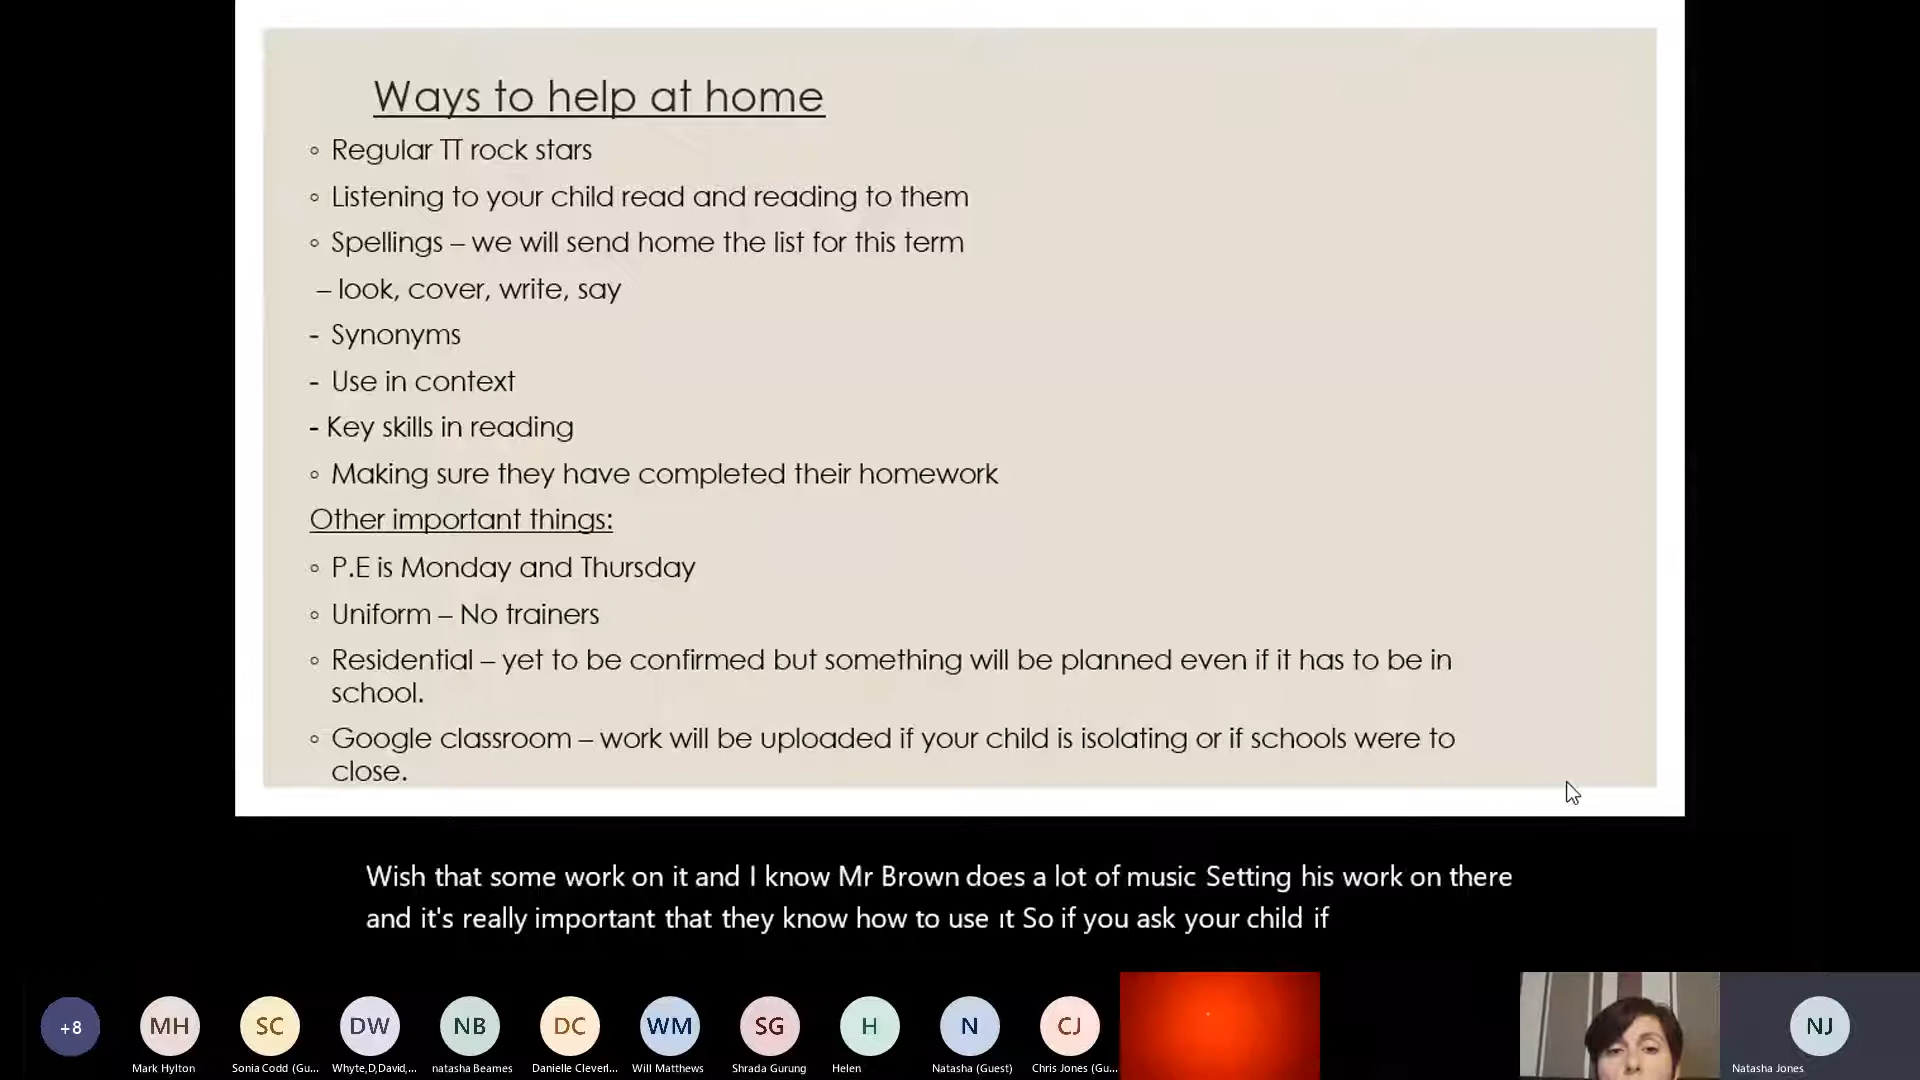 Ways to help at home
◦ Regular TT rock stars
◦ Listening to your child read and reading to them
◦ Spellings – we will send home the list for this term
– look, cover, write, say
- Synonyms
- Use in context
- Key skills in reading
◦ Making sure they have completed their homework
Other important things:
◦ P.E is Monday and Thursday
◦ Uniform – No trainers
◦ Residential – yet to be confirmed but something will be planned even if it has to be in
school.
◦ Google classroom – work will be uploaded if your child is isolating or if schools were to
close.
Wish that some work on it and I know Mr Brown does a lot of music Setting his work on there
and it's really important that they know how to use it So if you ask your child if
+8 MH SC DW NB DC WM SG H N CJ NJ
Mark Hylton Sonia Codd (Gu... Whyte,D,David,... natasha Beames Danielle Cleverl... Will Matthews Shrada Gurung Helen Natasha (Guest) Chris Jones (Gu... Natasha Jones